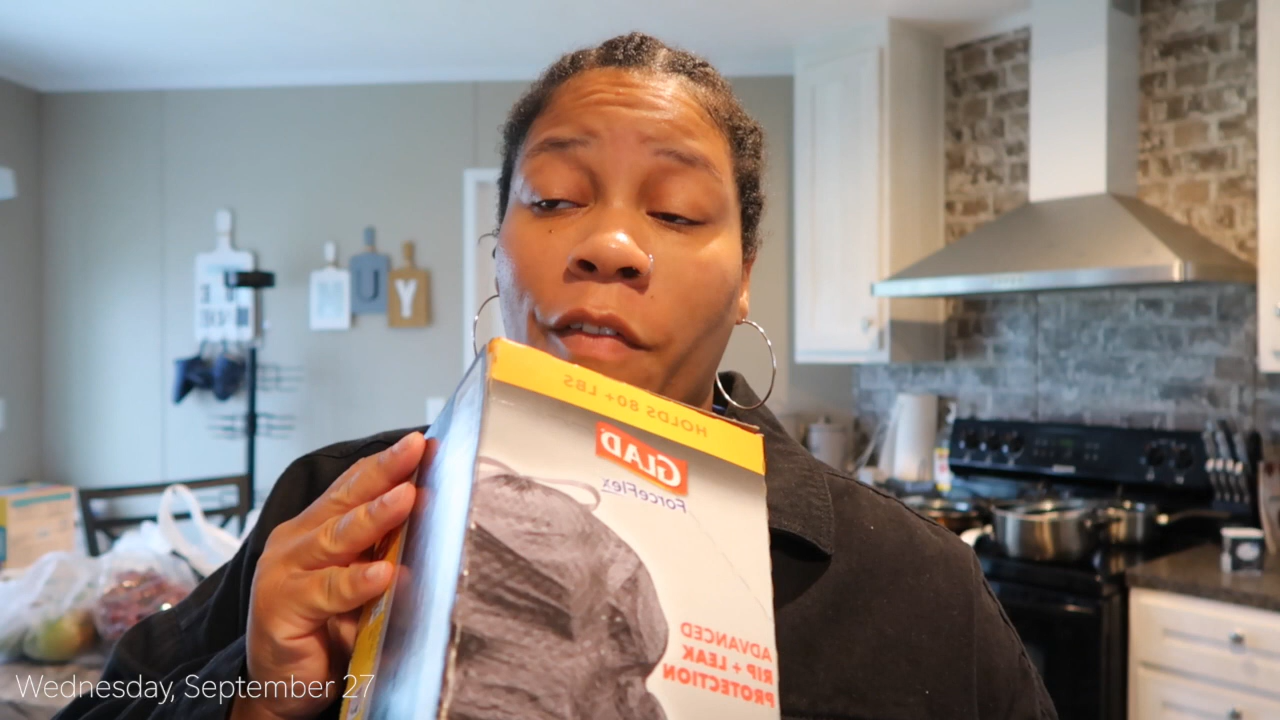 HOLDS 80+ LBS
GLAD
ForceFlex
ADVANCED
RIP + LEAK
PROTECTION
M U Y
Wednesday, September 27